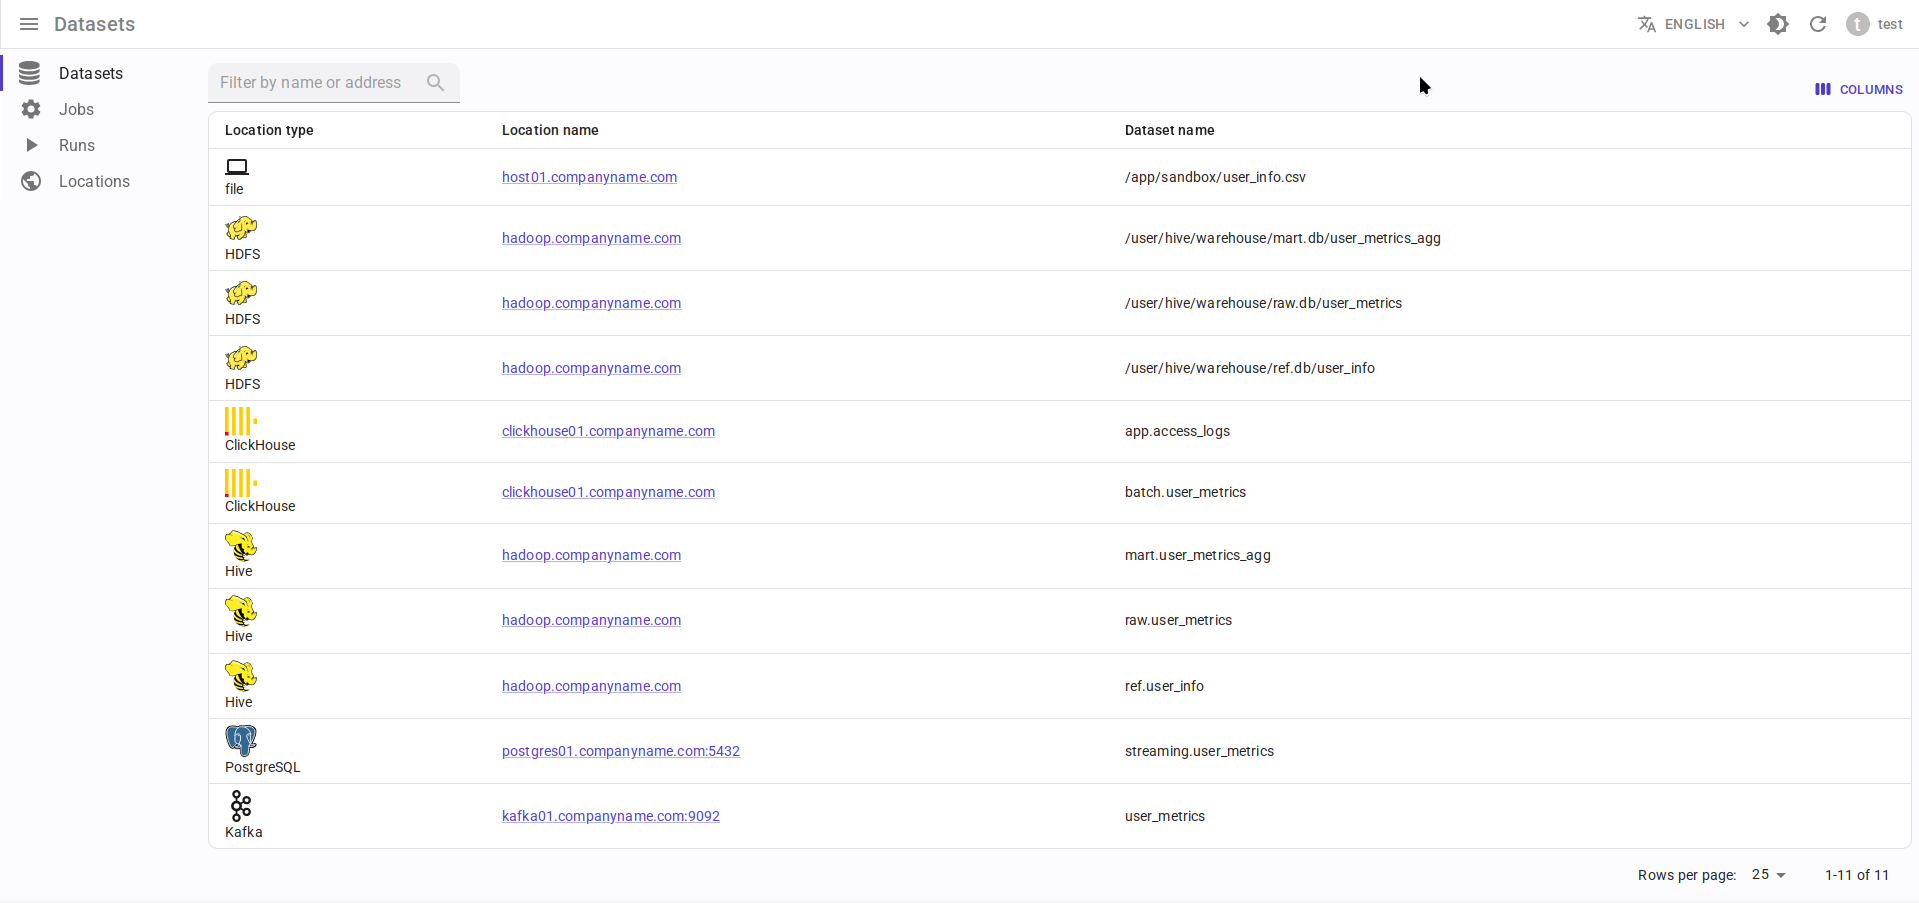 Datasets
ENGLISH
t
test
Datasets
Jobs
Runs
Locations
Filter by name or address
COLUMNS
Location type Location name Dataset name
file host01.companyname.com /app/sandbox/user_info.csv
HDFS hadoop.companyname.com /user/hive/warehouse/mart.db/user_metrics_agg
HDFS hadoop.companyname.com /user/hive/warehouse/raw.db/user_metrics
HDFS hadoop.companyname.com /user/hive/warehouse/ref.db/user_info
ClickHouse clickhouse01.companyname.com app.access_logs
ClickHouse clickhouse01.companyname.com batch.user_metrics
Hive hadoop.companyname.com mart.user_metrics_agg
Hive hadoop.companyname.com raw.user_metrics
Hive hadoop.companyname.com ref.user_info
PostgreSQL postgres01.companyname.com:5432 streaming.user_metrics
Kafka kafka01.companyname.com:9092 user_metrics
Rows per page: 25 1-11 of 11